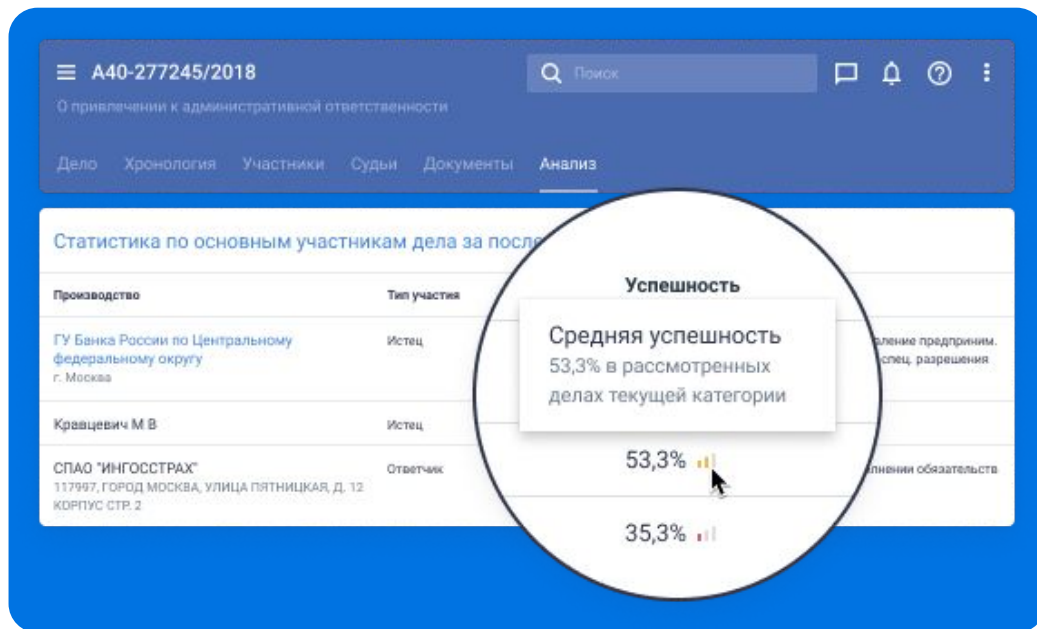 А40-277245/2018
Поиск
О привлечении к административной ответственности
Дело Хронология Участники Судьи Документы Анализ
Статистика по основным участникам дела за после
Производство Тип участия Успешность
Средняя успешность
53,3% в рассмотренных
делах текущей категории
ГУ Банка России по Центральному
федеральному округу
г. Москва
Истец
предприним.
спец. разрешения
Кравцевич М В Истец 53,3%
СПАО "ИНГОССТРАХ" Ответчик обязательств
117997, ГОРОД МОСКВА, УЛИЦА ПЯТНИЦКАЯ, Д. 12
КОРПУС СТР. 2
35,3%